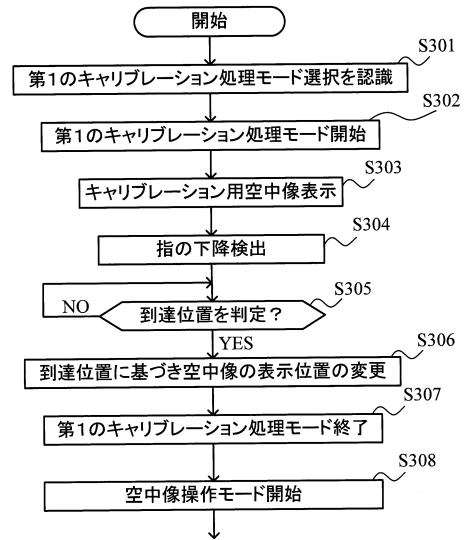 開始
S301
第1のキャリブレーション処理モード選択を認識
S302
第1のキャリブレーション処理モード開始
S303
キャリブレーション用空中像表示
S304
指の下降検出
S305
NO
到達位置を判定？
YES
S306
到達位置に基づき空中像の表示位置の変更
S307
第1のキャリブレーション処理モード終了
S308
空中像操作モード開始